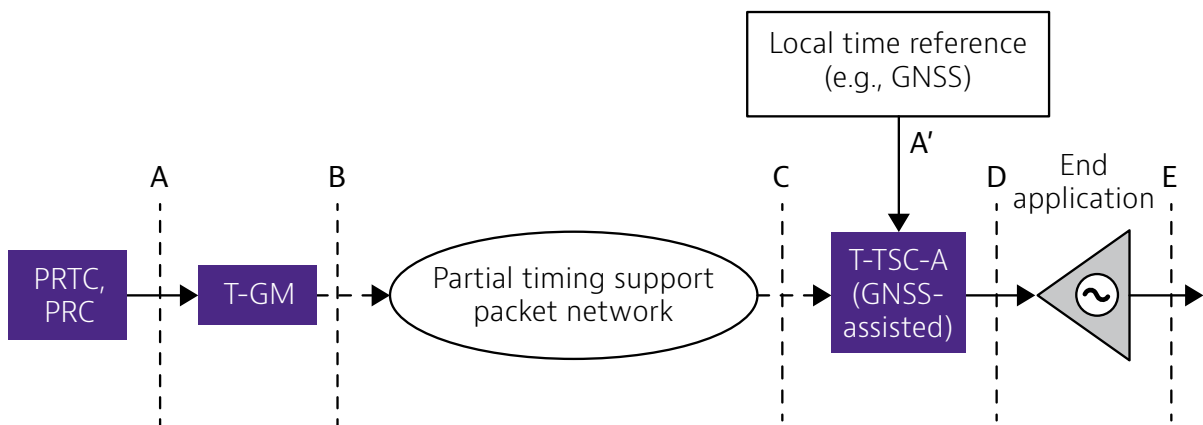 Local time reference
(e.g., GNSS)
A'
A
B
C
D
End
application
E
PRTC,
PRC
T-GM
Partial timing support
packet network
T-TSC-A
(GNSS-
assisted)